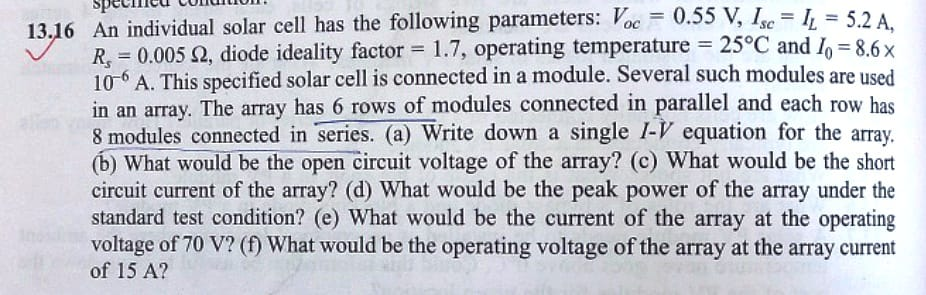 13.16 An individual solar cell has the following parameters: Voc = 0.55 V, Isc = IL = 5.2 A,
Rs = 0.005 Ω, diode ideality factor = 1.7, operating temperature = 25°C and I0 = 8.6 ×
10–6 A. This specified solar cell is connected in a module. Several such modules are used
in an array. The array has 6 rows of modules connected in parallel and each row has
8 modules connected in series. (a) Write down a single I-V equation for the array.
(b) What would be the open circuit voltage of the array? (c) What would be the short
circuit current of the array? (d) What would be the peak power of the array under the
standard test condition? (e) What would be the current of the array at the operating
voltage of 70 V? (f) What would be the operating voltage of the array at the array current
of 15 A?